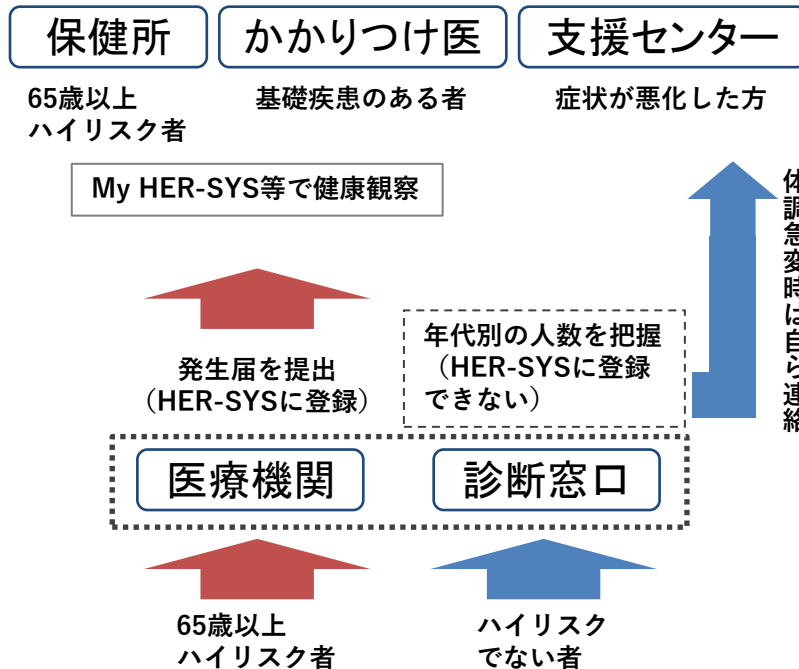 保健所
かかりつけ医
支援センター
65歳以上
ハイリスク者
基礎疾患のある者
症状が悪化した方
My HER-SYS等で健康観察
体調急変時は自ら連絡
年代別の人数を把握
（HER-SYSに登録
できない）
発生届を提出
（HER-SYSに登録）
医療機関
診断窓口
65歳以上
ハイリスク者
ハイリスク
でない者